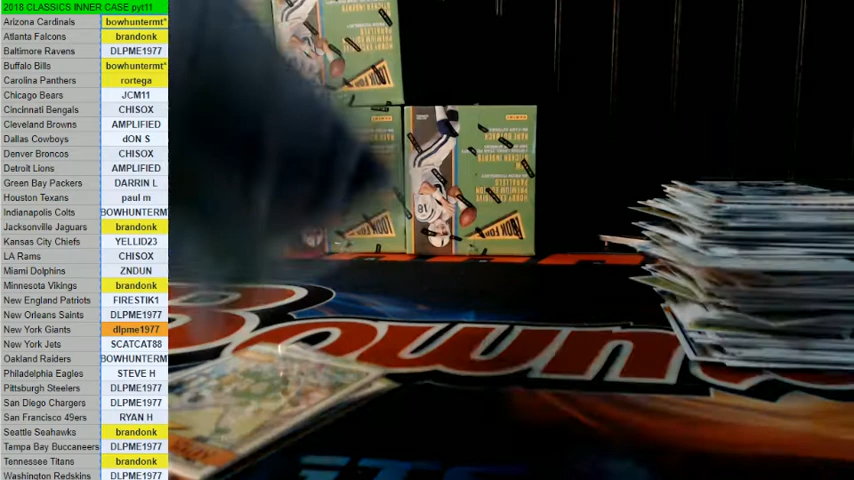 2018 CLASSICS INNER CASE pyt11
Arizona Cardinals bowhuntermt*
Atlanta Falcons brandonk
Baltimore Ravens DLPME1977
Buffalo Bills bowhuntermt*
Carolina Panthers rortega
Chicago Bears JCM11
Cincinnati Bengals CHISOX
Cleveland Browns AMPLIFIED
Dallas Cowboys dON S
Denver Broncos CHISOX
Detroit Lions AMPLIFIED
Green Bay Packers DARRIN L
Houston Texans paul m
Indianapolis Colts BOWHUNTERM
Jacksonville Jaguars brandonk
Kansas City Chiefs YELLID23
LA Rams CHISOX
Miami Dolphins ZNDUN
Minnesota Vikings brandonk
New England Patriots FIRESTIK1
New Orleans Saints DLPME1977
New York Giants dlpme1977
New York Jets SCATCAT88
Oakland Raiders BOWHUNTERM
Philadelphia Eagles STEVE H
Pittsburgh Steelers DLPME1977
San Diego Chargers DLPME1977
San Francisco 49ers RYAN H
Seattle Seahawks brandonk
Tampa Bay Buccaneers DLPME1977
Tennessee Titans brandonk
Washington Redskins DLPME1977
LOOK FOR